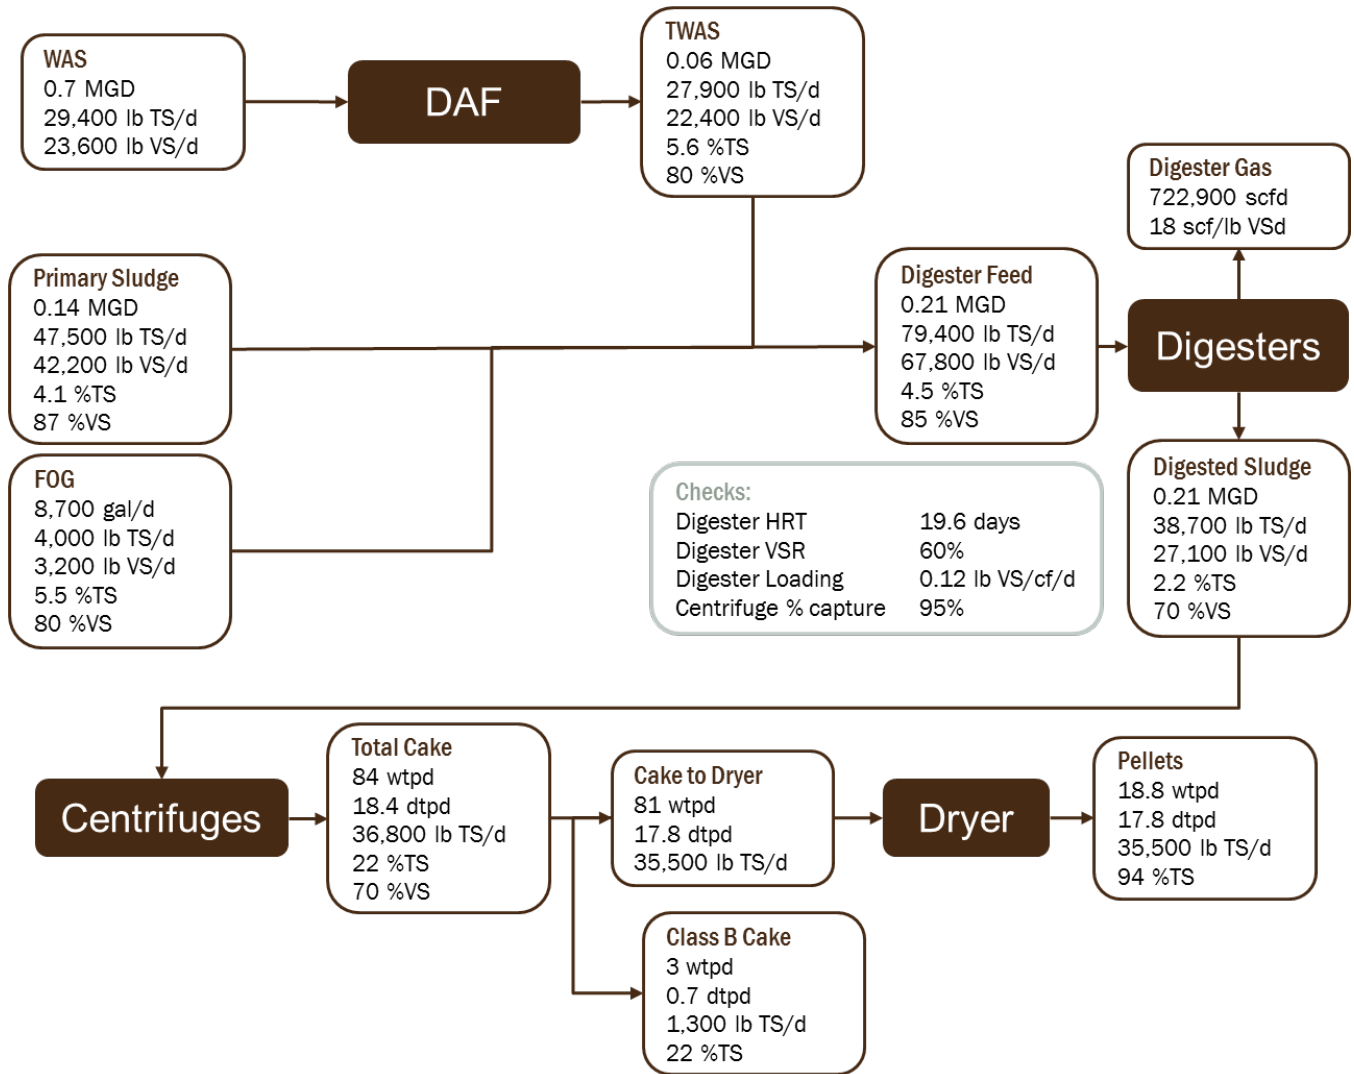 WAS
0.7 MGD
29,400 lb TS/d
23,600 lb VS/d
DAF
TWAS
0.06 MGD
27,900 lb TS/d
22,400 lb VS/d
5.6 %TS
80 %VS
Primary Sludge
0.14 MGD
47,500 lb TS/d
42,200 lb VS/d
4.1 %TS
87 %VS
FOG
8,700 gal/d
4,000 lb TS/d
3,200 lb VS/d
5.5 %TS
80 %VS
Digester Feed
0.21 MGD
79,400 lb TS/d
67,800 lb VS/d
4.5 %TS
85 %VS
Digester Gas
722,900 scfd
18 scf/lb VSd
Digesters
Digested Sludge
0.21 MGD
38,700 lb TS/d
27,100 lb VS/d
2.2 %TS
70 %VS
Checks:
Digester HRT 19.6 days
Digester VSR 60%
Digester Loading 0.12 lb VS/cf/d
Centrifuge % capture 95%
Centrifuges
Total Cake
84 wtpd
18.4 dtpd
36,800 lb TS/d
22 %TS
70 %VS
Cake to Dryer
81 wtpd
17.8 dtpd
35,500 lb TS/d
Dryer
Pellets
18.8 wtpd
17.8 dtpd
35,500 lb TS/d
94 %TS
Class B Cake
3 wtpd
0.7 dtpd
1,300 lb TS/d
22 %TS